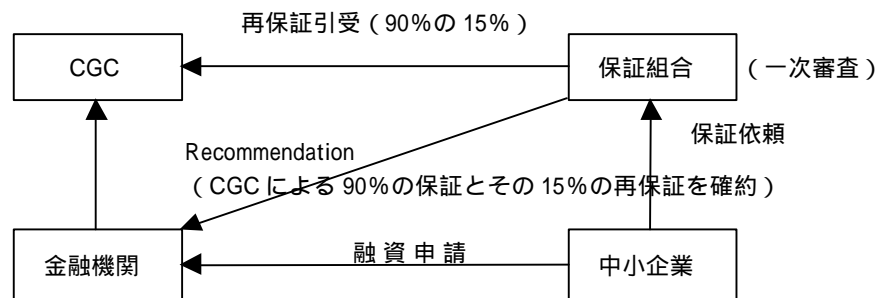 再保証引受（90%の15%）
CGC
保証組合
（一次審査）
保証依頼
Recommendation
（CGCによる90%の保証とその15%の再保証を確約）
金融機関
融資申請
中小企業